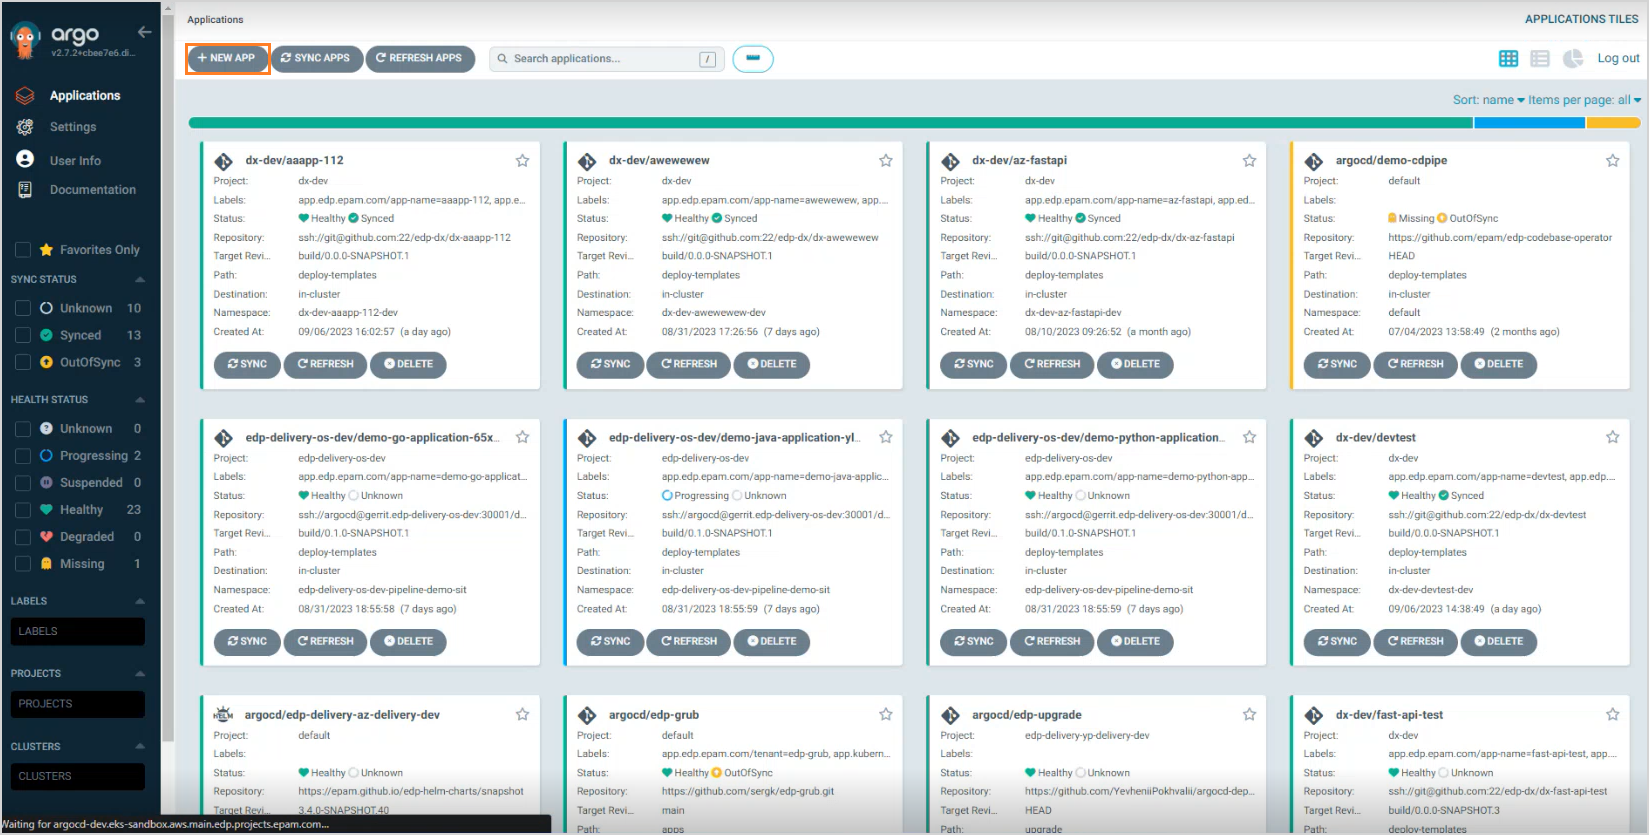 argo
v2.7.2+cbee7e6.di...
Applications
Settings
User Info
Documentation
Favorites Only
SYNC STATUS
Unknown 10
Synced 13
OutOfSync 3
HEALTH STATUS
Unknown 0
Progressing 2
Suspended 0
Healthy 23
Degraded 0
Missing 1
LABELS
LABELS
PROJECTS
PROJECTS
CLUSTERS
CLUSTERS
Waiting for argocd-dev.eks-sandbox.aws.main.edp.projects.epam.com...
Applications
APPLICATIONS TILES
+ NEW APP SYNC APPS REFRESH APPS Search applications... / Log out
Sort: name Items per page: all
dx-dev/aaapp-112
Project: dx-dev
Labels: app.edp.epam.com/app-name=aaapp-112, app.e...
Status: Healthy Synced
Repository: ssh://git@github.com:22/edp-dx/dx-aaapp-112
Target Revi... build/0.0.0-SNAPSHOT.1
Path: deploy-templates
Destination: in-cluster
Namespace: dx-dev-aaapp-112-dev
Created At: 09/06/2023 16:02:57 (a day ago)
SYNC REFRESH DELETE
dx-dev/awewewew
Project: dx-dev
Labels: app.edp.epam.com/app-name=awewewew, app....
Status: Healthy Synced
Repository: ssh://git@github.com:22/edp-dx/dx-awewewew
Target Revi... build/0.0.0-SNAPSHOT.1
Path: deploy-templates
Destination: in-cluster
Namespace: dx-dev-awewewew-dev
Created At: 08/31/2023 17:26:56 (7 days ago)
SYNC REFRESH DELETE
dx-dev/az-fastapi
Project: dx-dev
Labels: app.edp.epam.com/app-name=az-fastapi, app.ed...
Status: Healthy Synced
Repository: ssh://git@github.com:22/edp-dx/dx-az-fastapi
Target Revi... build/0.0.0-SNAPSHOT.1
Path: deploy-templates
Destination: in-cluster
Namespace: dx-dev-az-fastapi-dev
Created At: 08/10/2023 09:26:52 (a month ago)
SYNC REFRESH DELETE
argocd/demo-cdpipe
Project: default
Labels:
Status: Missing OutOfSync
Repository: https://github.com/epam/edp-codebase-operator
Target Revi... HEAD
Path: deploy-templates
Destination: in-cluster
Namespace: default
Created At: 07/04/2023 13:58:49 (2 months ago)
SYNC REFRESH DELETE
edp-delivery-os-dev/demo-go-application-65x...
Project: edp-delivery-os-dev
Labels: app.edp.epam.com/app-name=demo-go-applicat...
Status: Healthy Unknown
Repository: ssh://argocd@gerrit.edp-delivery-os-dev:30001/d...
Target Revi... build/0.1.0-SNAPSHOT.1
Path: deploy-templates
Destination: in-cluster
Namespace: edp-delivery-os-dev-pipeline-demo-sit
Created At: 08/31/2023 18:55:58 (7 days ago)
SYNC REFRESH DELETE
edp-delivery-os-dev/demo-java-application-yl...
Project: edp-delivery-os-dev
Labels: app.edp.epam.com/app-name=demo-java-applic...
Status: Progressing Unknown
Repository: ssh://argocd@gerrit.edp-delivery-os-dev:30001/d...
Target Revi... build/0.1.0-SNAPSHOT.1
Path: deploy-templates
Destination: in-cluster
Namespace: edp-delivery-os-dev-pipeline-demo-sit
Created At: 08/31/2023 18:55:59 (7 days ago)
SYNC REFRESH DELETE
edp-delivery-os-dev/demo-python-application...
Project: edp-delivery-os-dev
Labels: app.edp.epam.com/app-name=demo-python-app...
Status: Healthy Unknown
Repository: ssh://argocd@gerrit.edp-delivery-os-dev:30001/d...
Target Revi... build/0.1.0-SNAPSHOT.1
Path: deploy-templates
Destination: in-cluster
Namespace: edp-delivery-os-dev-pipeline-demo-sit
Created At: 08/31/2023 18:55:59 (7 days ago)
SYNC REFRESH DELETE
dx-dev/devtest
Project: dx-dev
Labels: app.edp.epam.com/app-name=devtest, app.edp....
Status: Healthy Synced
Repository: ssh://git@github.com:22/edp-dx/dx-devtest
Target Revi... build/0.0.0-SNAPSHOT.1
Path: deploy-templates
Destination: in-cluster
Namespace: dx-dev-devtest-dev
Created At: 09/06/2023 14:38:49 (a day ago)
SYNC REFRESH DELETE
HELM
argocd/edp-delivery-az-delivery-dev
Project: default
Labels:
Status: Healthy Unknown
Repository: https://epam.github.io/edp-helm-charts/snapshot
Target Revi... 3.4.0-SNAPSHOT.40
argocd/edp-grub
Project: default
Labels: app.edp.epam.com/tenant=edp-grub, app.kubern...
Status: Healthy OutOfSync
Repository: https://github.com/sergk/edp-grub.git
Target Revi... main
Path: apps
argocd/edp-upgrade
Project: edp-delivery-yp-delivery-dev
Labels:
Status: Healthy Unknown
Repository: https://github.com/YevheniiPokhvalii/argocd-dep...
Target Revi... HEAD
Path: upgrade
dx-dev/fast-api-test
Project: dx-dev
Labels: app.edp.epam.com/app-name=fast-api-test, app....
Status: Healthy Unknown
Repository: ssh://git@github.com:22/edp-dx/dx-fast-api-test
Target Revi... build/0.0.0-SNAPSHOT.3
Path: deploy-templates